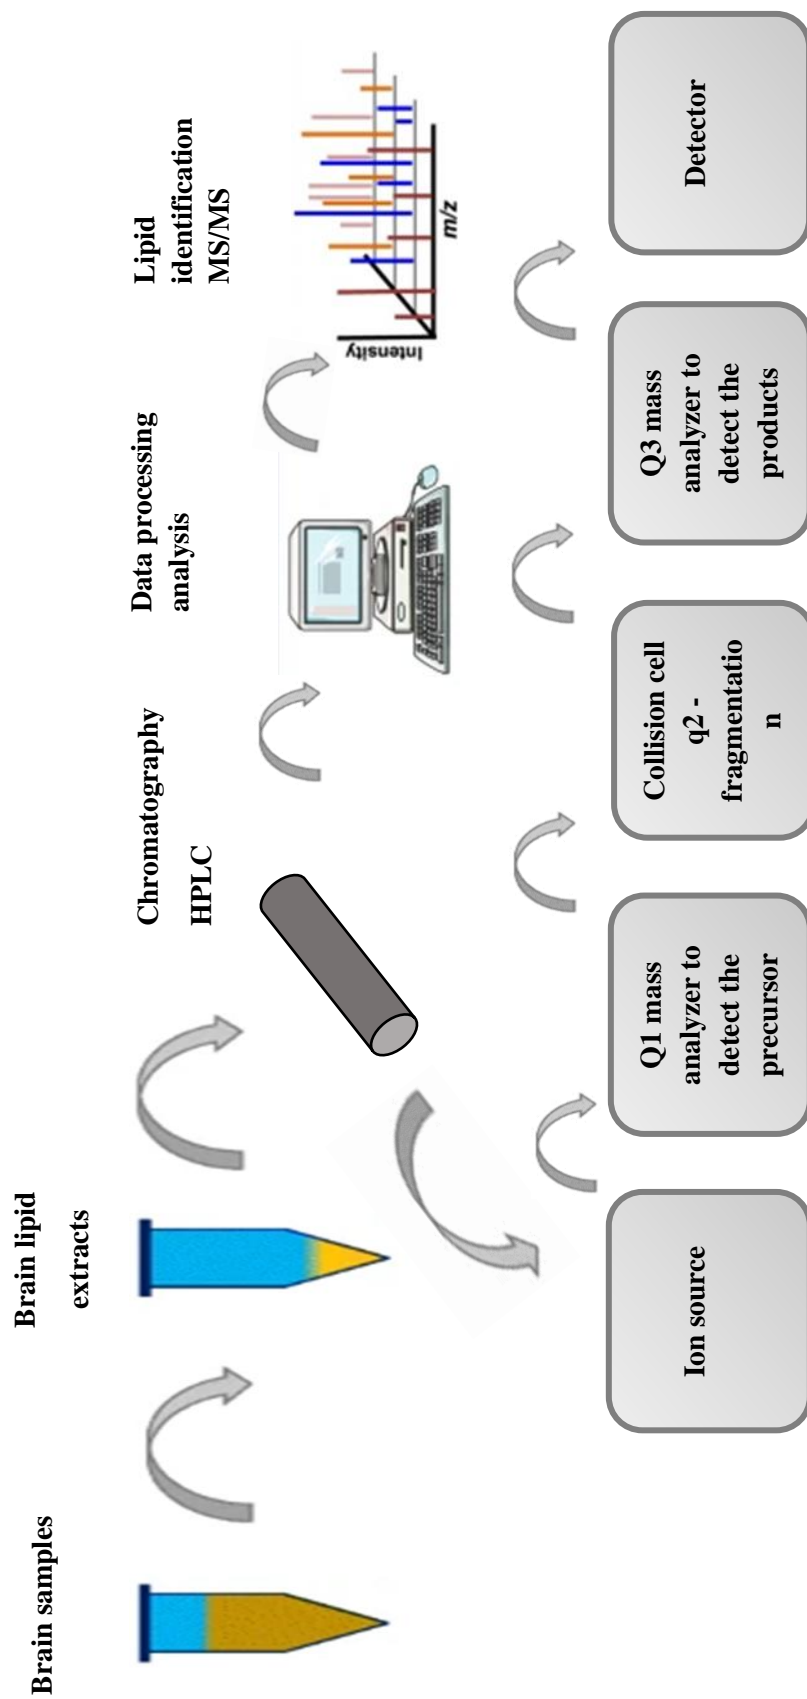 Brain samples
Brain lipid
extracts
Chromatography
HPLC
Data processing
analysis
Lipid
identification
MS/MS
Intensity
m/z
Ion source
Q1 mass
analyzer to
detect the
precursor
Collision cell
q2 -
fragmentatio
n
Q3 mass
analyzer to
detect the
products
Detector